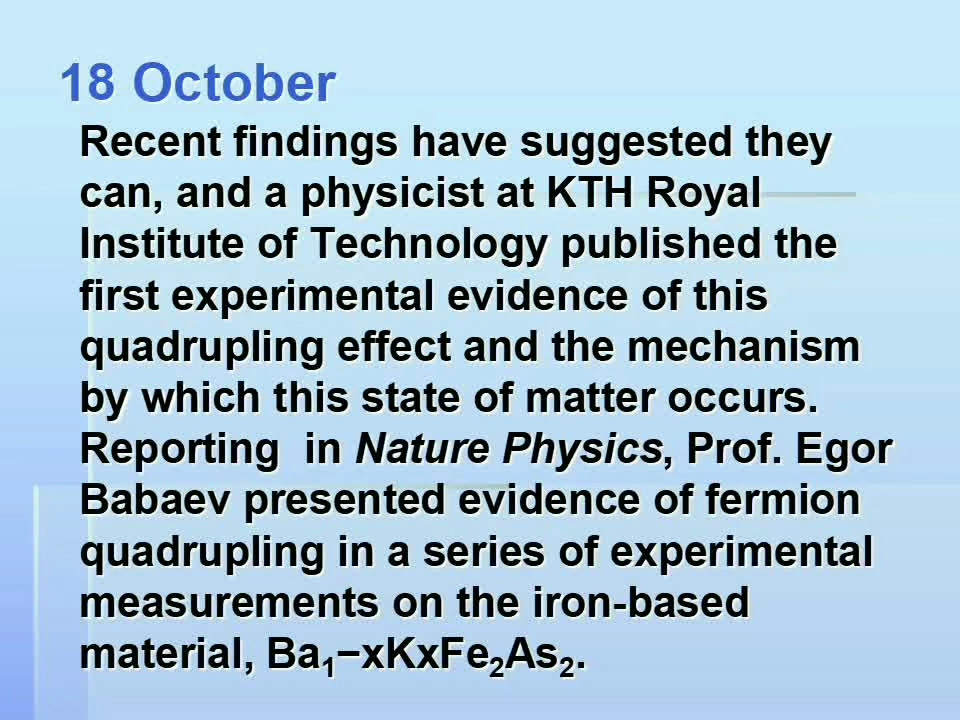 18 October
Recent findings have suggested they
can, and a physicist at KTH Royal
Institute of Technology published the
first experimental evidence of this
quadrupling effect and the mechanism
by which this state of matter occurs.
Reporting  in Nature Physics, Prof. Egor
Babaev presented evidence of fermion
quadrupling in a series of experimental
measurements on the iron-based
material, Ba₁−xKxFe₂As₂.